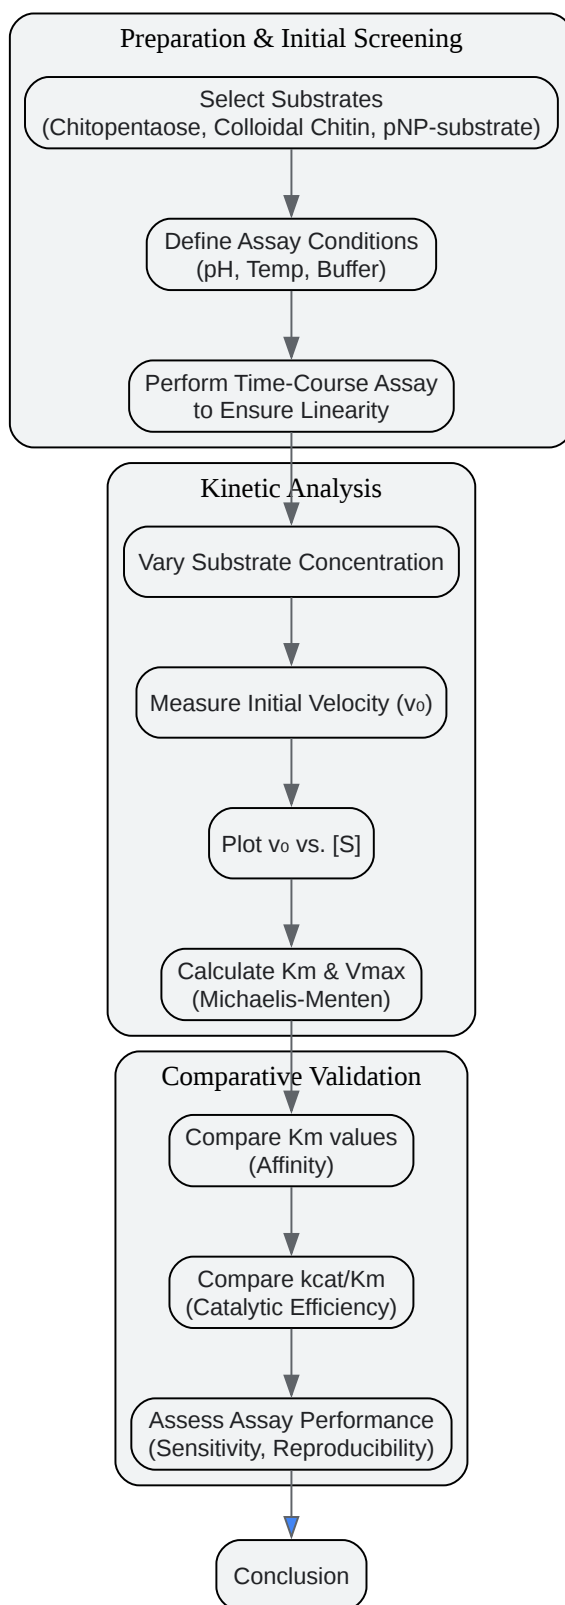 Preparation & Initial Screening
Select Substrates
(Chitopentaose, Colloidal Chitin, pNP-substrate)
Define Assay Conditions
(pH, Temp, Buffer)
Perform Time-Course Assay
to Ensure Linearity
Kinetic Analysis
Vary Substrate Concentration
Measure Initial Velocity (v₀)
Plot v₀ vs. [S]
Calculate Km & Vmax
(Michaelis-Menten)
Comparative Validation
Compare Km values
(Affinity)
Compare kcat/Km
(Catalytic Efficiency)
Assess Assay Performance
(Sensitivity, Reproducibility)
Conclusion